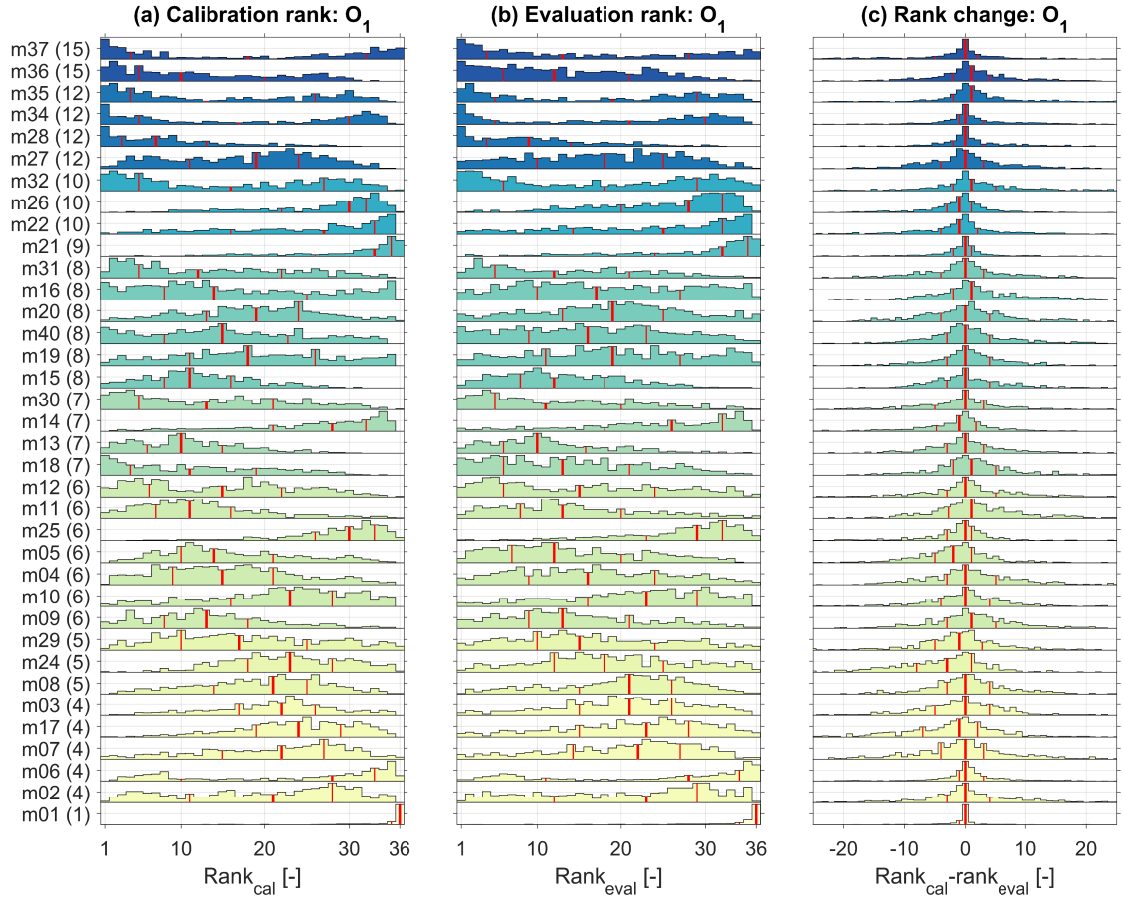 (a) Calibration rank: O1
(b) Evaluation rank: O1
(c) Rank change: O1
m37 (15)
m36 (15)
m35 (12)
m34 (12)
m28 (12)
m27 (12)
m32 (10)
m26 (10)
m22 (10)
m21 (9)
m31 (8)
m16 (8)
m20 (8)
m40 (8)
m19 (8)
m15 (8)
m30 (7)
m14 (7)
m13 (7)
m18 (7)
m12 (6)
m11 (6)
m25 (6)
m05 (6)
m04 (6)
m10 (6)
m09 (6)
m29 (5)
m24 (5)
m08 (5)
m03 (4)
m17 (4)
m07 (4)
m06 (4)
m02 (4)
m01 (1)
1 10 20 30 36
1 10 20 30 36
-20 -10 0 10 20
Rankcal [-]
Rankeval [-]
Rankcal-rankeval [-]